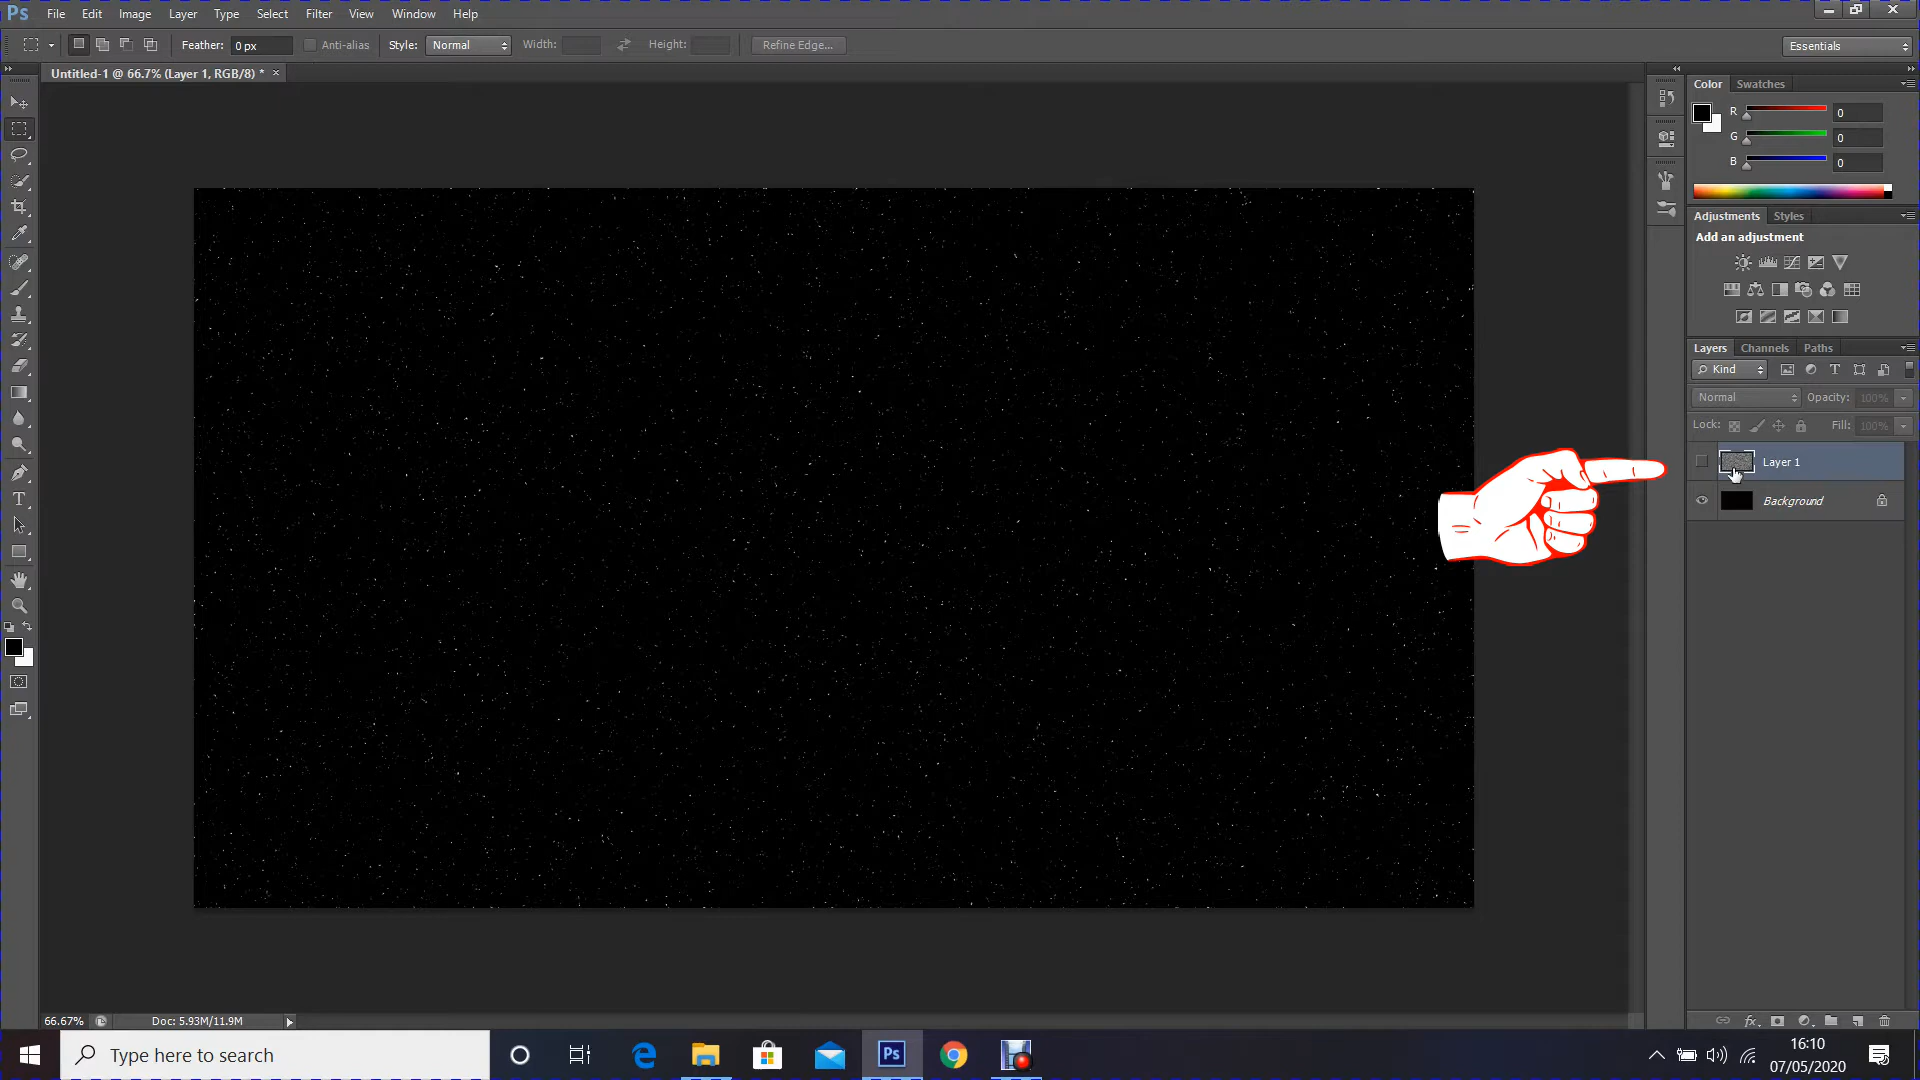 Ps File Edit Image Layer Type Select Filter View Window Help
Feather: 0 px Anti-alias Style: Normal Width: Height: Refine Edge... Essentials
Untitled-1 @ 66.7% (Layer 1, RGB/8) * ×
Color Swatches
R 0
G 0
B 0
Adjustments Styles
Add an adjustment
Layers Channels Paths
Kind
Normal Opacity: 100%
Lock: Fill: 100%
Layer 1
Background
66.67% Doc: 5.93M/11.9M
Type here to search
Ps
16:10
07/05/2020